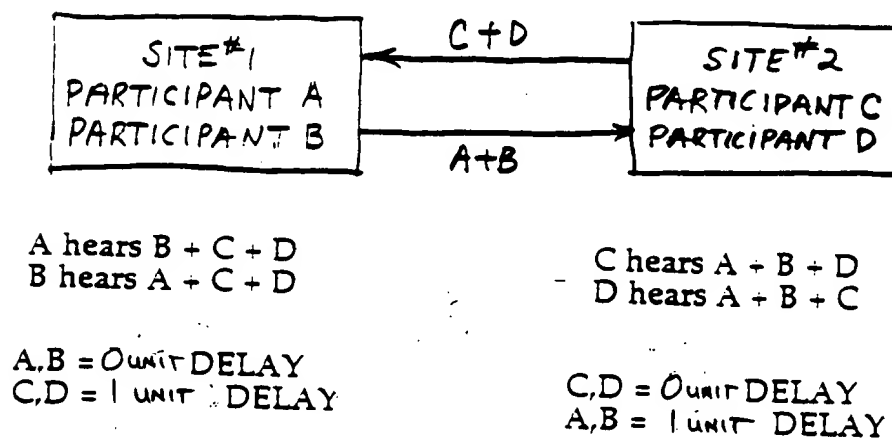 SITE #1
PARTICIPANT A
PARTICIPANT B
C+D
A+B
SITE #2
PARTICIPANT C
PARTICIPANT D
A hears B + C + D
B hears A + C + D
A,B = 0 UNIT DELAY
C,D = 1 UNIT DELAY
C hears A + B + D
D hears A + B + C
C,D = 0 UNIT DELAY
A,B = 1 UNIT DELAY